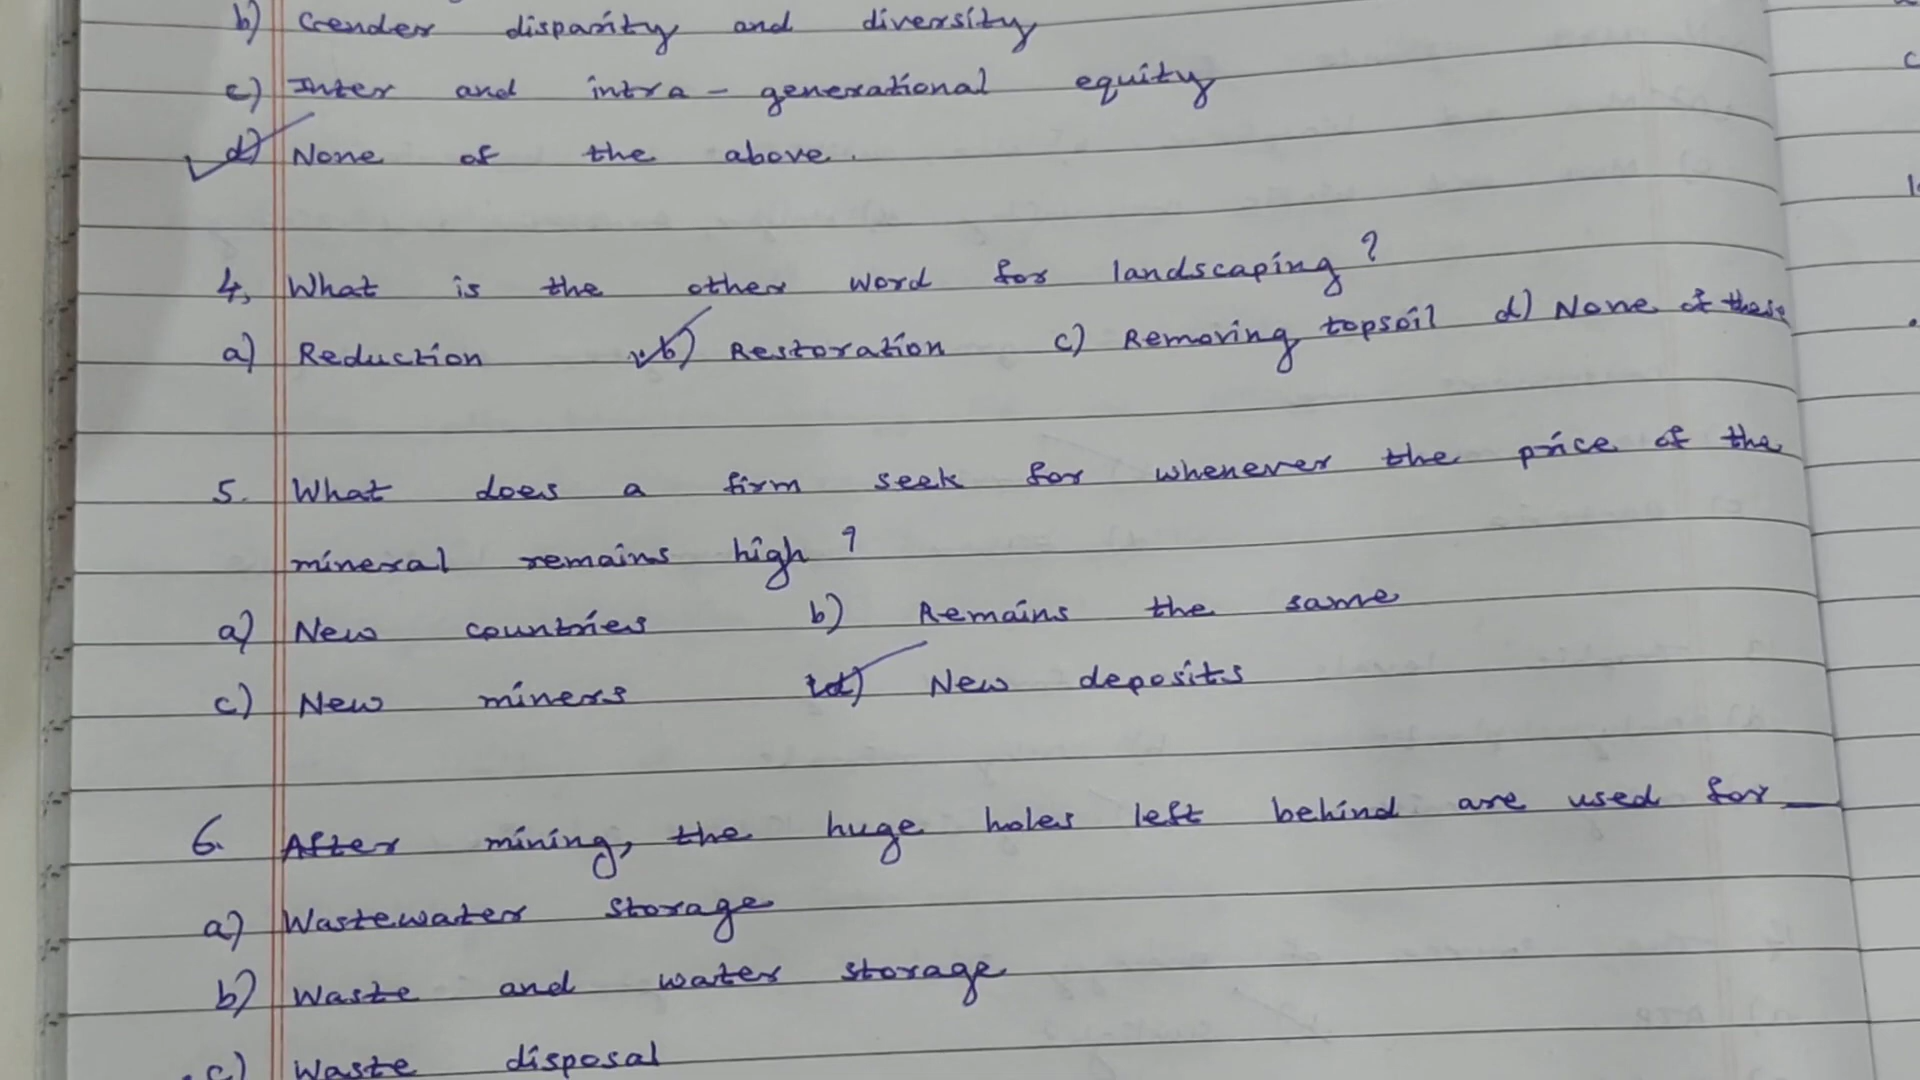 b) Gender disparity and diversity
c) Inter and intra - generational equity
d) None of the above.
4. What is the other word for landscaping ?
a) Reduction b) Restoration c) Removing topsoil d) None of these
5. What does a firm seek for whenever the price of the
mineral remains high ?
a) New countries b) Remains the same
c) New miners d) New deposits
6. After mining, the huge holes left behind are used for __
a) Wastewater storage
b) Waste and water storage
c) Waste disposal